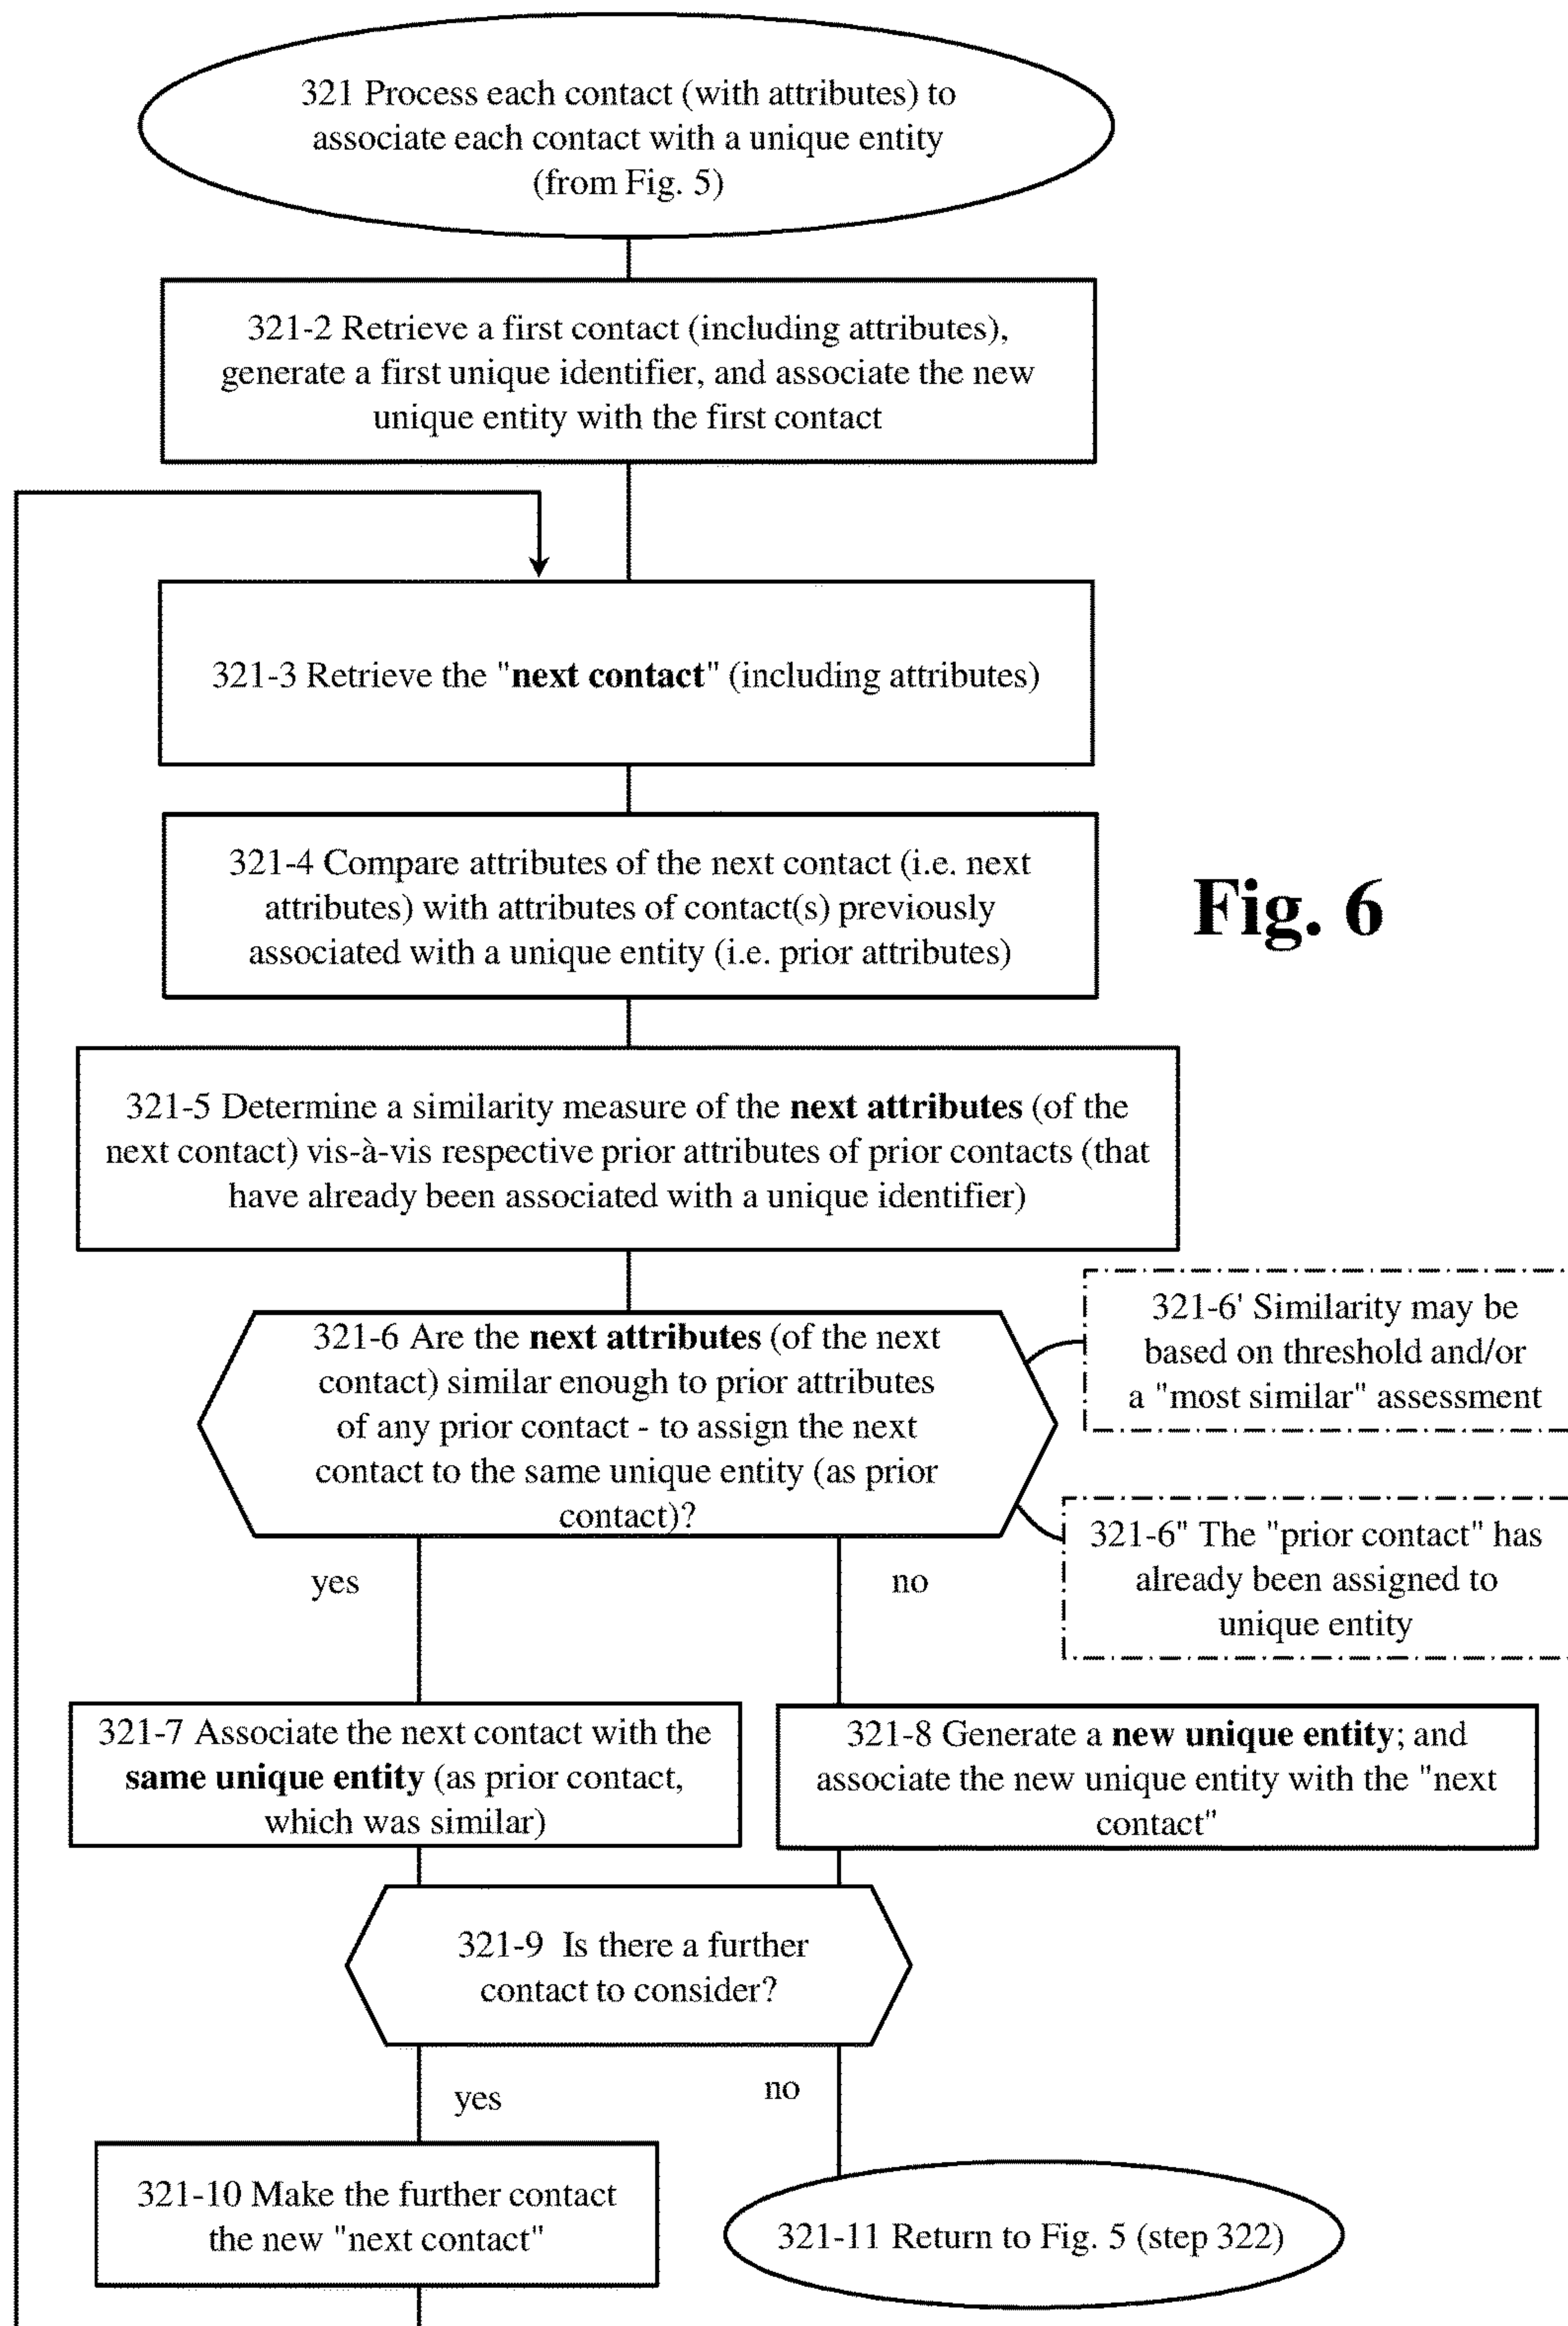 321 Process each contact (with attributes) to
associate each contact with a unique entity
(from Fig. 5)
321-2 Retrieve a first contact (including attributes),
generate a first unique identifier, and associate the new
unique entity with the first contact
321-3 Retrieve the "next contact" (including attributes)
321-4 Compare attributes of the next contact (i.e. next
attributes) with attributes of contact(s) previously
associated with a unique entity (i.e. prior attributes)
Fig. 6
321-5 Determine a similarity measure of the next attributes (of the
next contact) vis-à-vis respective prior attributes of prior contacts (that
have already been associated with a unique identifier)
321-6 Are the next attributes (of the next
contact) similar enough to prior attributes
of any prior contact - to assign the next
contact to the same unique entity (as prior
contact)?
321-6' Similarity may be
based on threshold and/or
a "most similar" assessment
321-6" The "prior contact" has
already been assigned to
unique entity
yes
no
321-7 Associate the next contact with the
same unique entity (as prior contact,
which was similar)
321-8 Generate a new unique entity; and
associate the new unique entity with the "next
contact"
321-9 Is there a further
contact to consider?
yes
no
321-10 Make the further contact
the new "next contact"
321-11 Return to Fig. 5 (step 322)